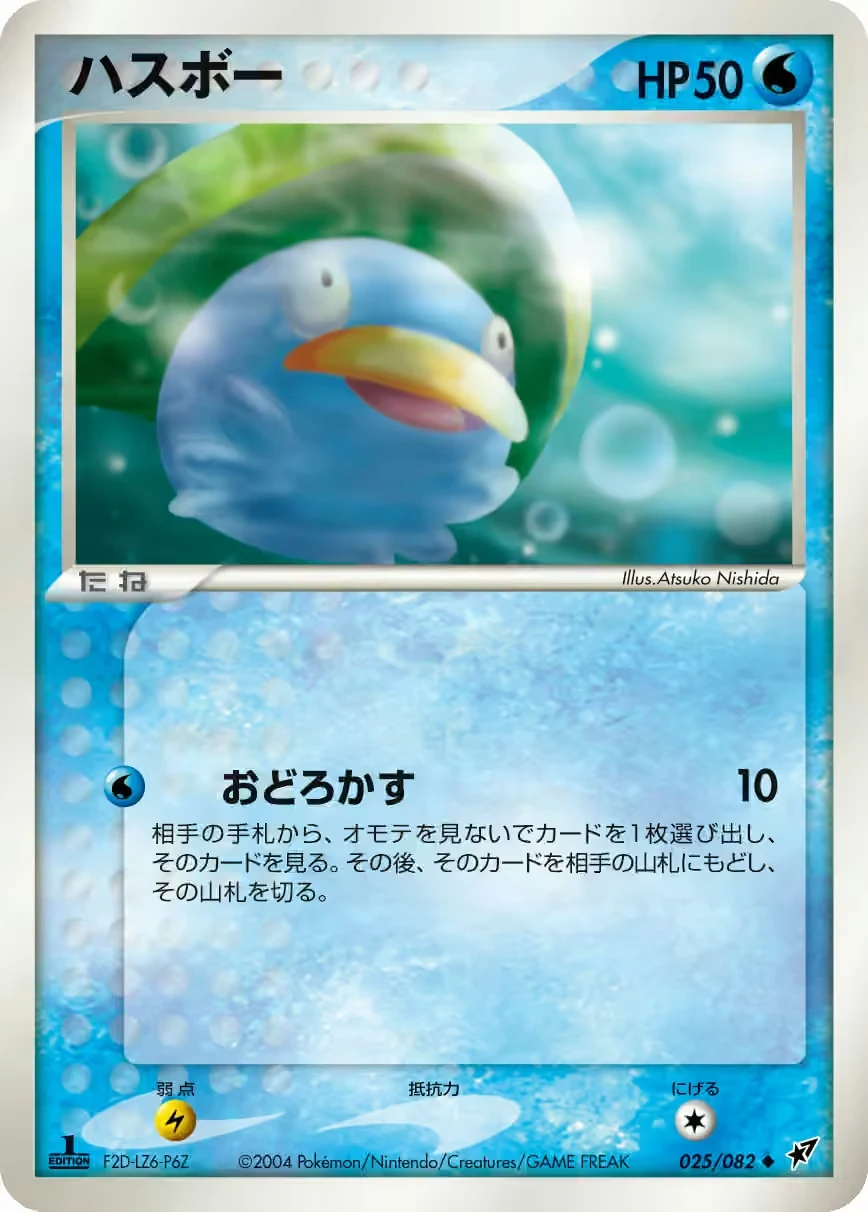 ハスボー
HP50
たね
Illus.Atsuko Nishida
おどろかす 10
相手の手札から、オモテを見ないでカードを1枚選び出し、
そのカードを見る。その後、そのカードを相手の山札にもどし、
その山札を切る。
弱点 抵抗力 にげる
1 EDITION F2D-LZ6-P6Z ©2004 Pokémon/Nintendo/Creatures/GAME FREAK 025/082 ◆